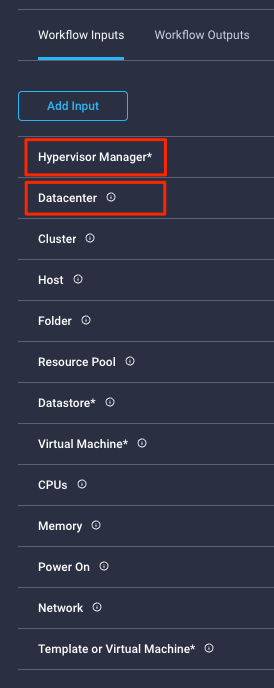 Workflow Inputs Workflow Outputs
Add Input
Hypervisor Manager*
Datacenter
Cluster
Host
Folder
Resource Pool
Datastore*
Virtual Machine*
CPUs
Memory
Power On
Network
Template or Virtual Machine*